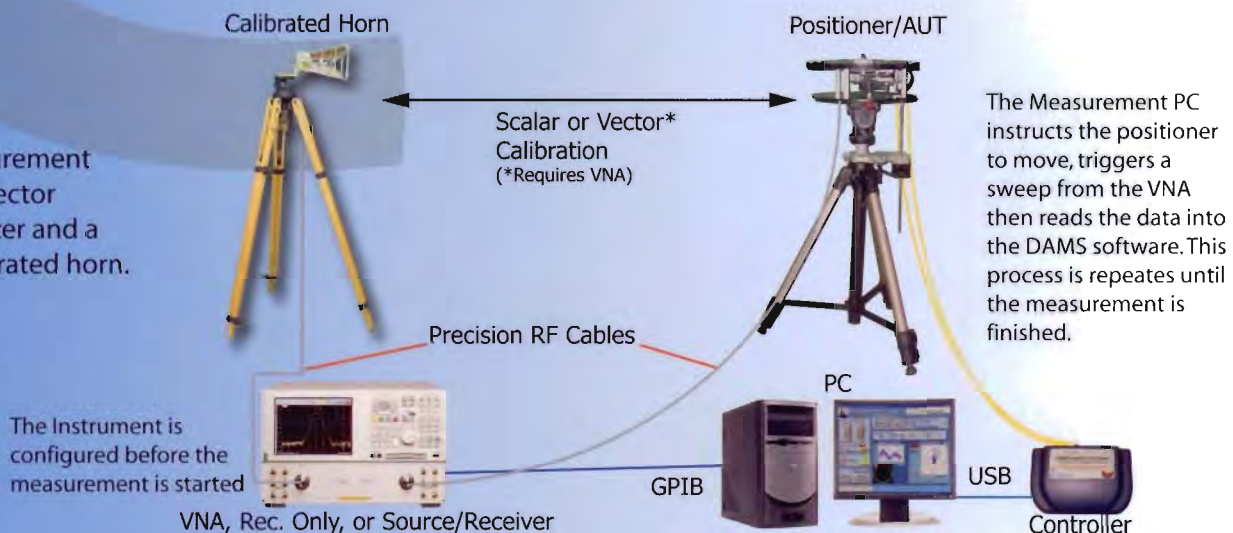 Calibrated Horn
Positioner/AUT
Scalar or Vector*
Calibration
(*Requires VNA)
The Measurement PC
instructs the positioner
to move, triggers a
sweep from the VNA
then reads the data into
the DAMS software. This
process is repeates until
the measurement is
finished.
urement
ector
er and a
rated horn.
Precision RF Cables
PC
The Instrument is
configured before the
measurement is started
GPIB
USB
VNA, Rec. Only, or Source/Receiver
Controller